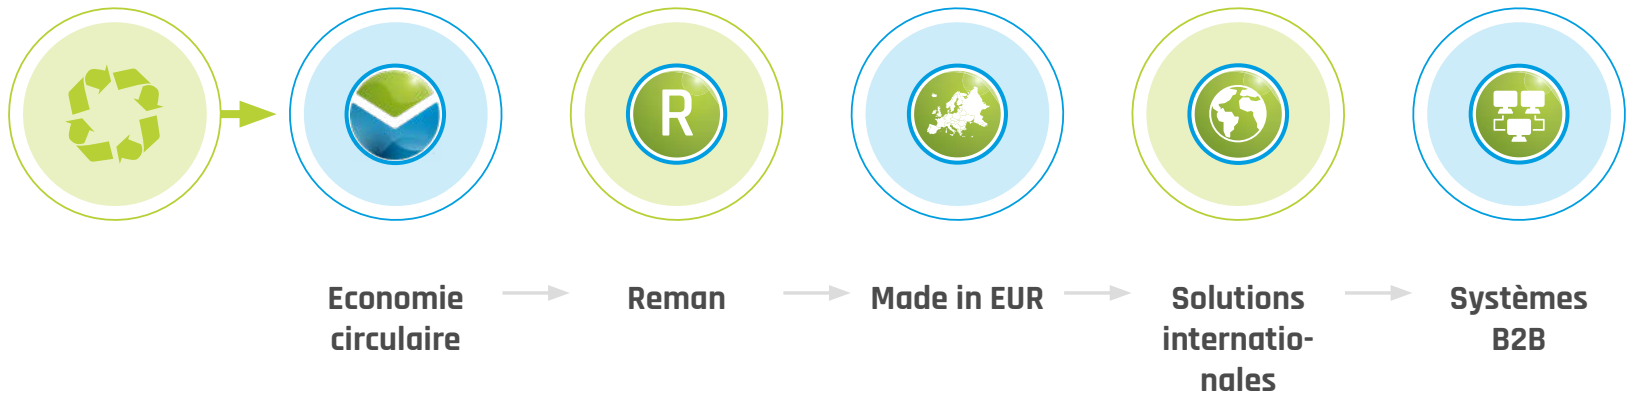 R
Economie
circulaire
Reman
Made in EUR
Solutions
internatio-
nales
Systèmes
B2B